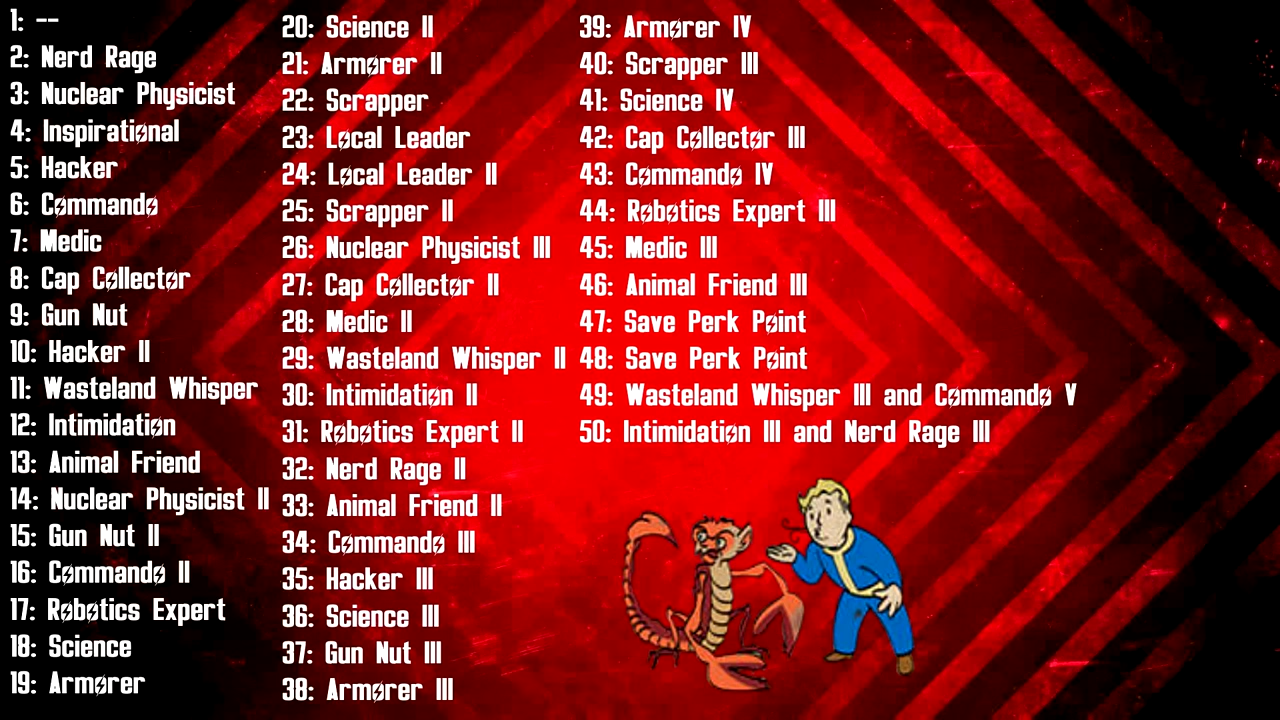 1: --
2: Nerd Rage
3: Nuclear Physicist
4: Inspirational
5: Hacker
6: Commando
7: Medic
8: Cap Collector
9: Gun Nut
10: Hacker II
11: Wasteland Whisper
12: Intimidation
13: Animal Friend
14: Nuclear Physicist II
15: Gun Nut II
16: Commando II
17: Robotics Expert
18: Science
19: Armorer
20: Science II
21: Armorer II
22: Scrapper
23: Local Leader
24: Local Leader II
25: Scrapper II
26: Nuclear Physicist III
27: Cap Collector II
28: Medic II
29: Wasteland Whisper II
30: Intimidation II
31: Robotics Expert II
32: Nerd Rage II
33: Animal Friend II
34: Commando III
35: Hacker III
36: Science III
37: Gun Nut III
38: Armorer III
39: Armorer IV
40: Scrapper III
41: Science IV
42: Cap Collector III
43: Commando IV
44: Robotics Expert III
45: Medic III
46: Animal Friend III
47: Save Perk Point
48: Save Perk Point
49: Wasteland Whisper III and Commando V
50: Intimidation III and Nerd Rage III